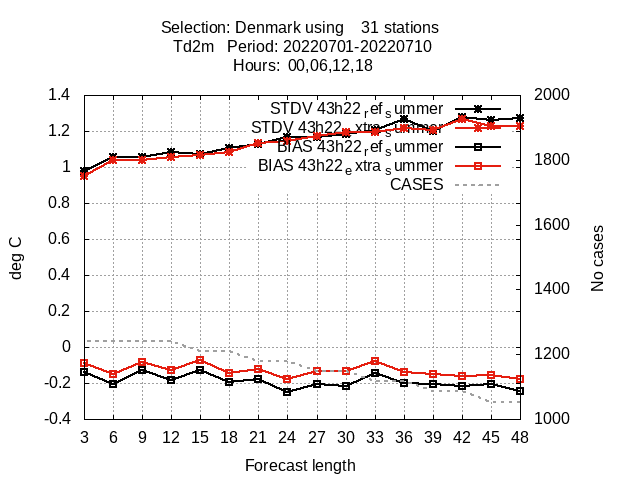 Selection: Denmark using    31 stations
Td2m   Period: 20220701-20220710
Hours:  00,06,12,18
STDV 43h22_ref_summer
STDV 43h22_extra_summer
BIAS 43h22_ref_summer
BIAS 43h22_extra_summer
CASES
1.4
1.2
1
0.8
0.6
0.4
0.2
0
-0.2
-0.4
deg C
2000
1800
1600
1400
1200
1000
No cases
3 6 9 12 15 18 21 24 27 30 33 36 39 42 45 48
Forecast length